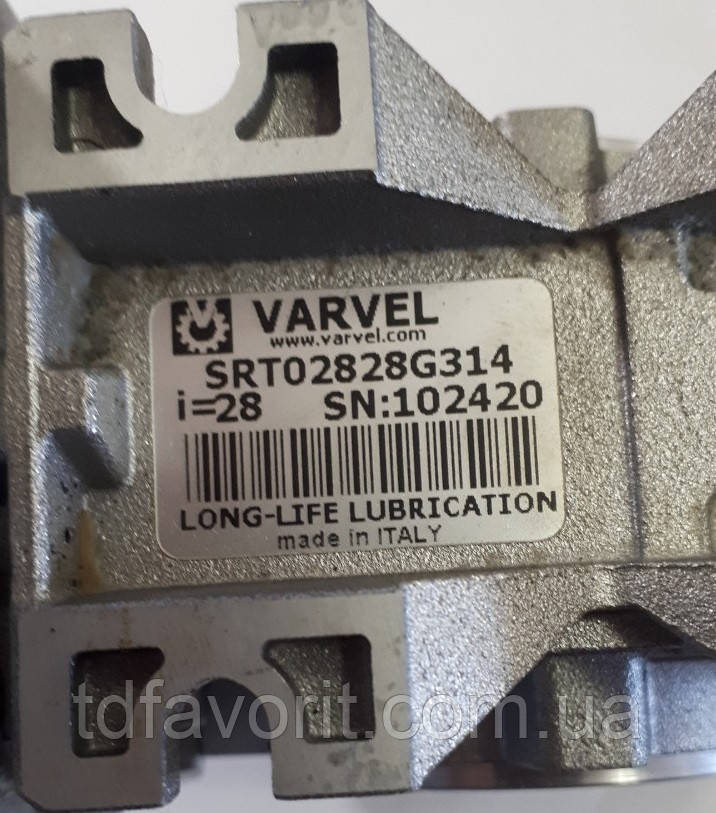 VARVEL
www.varvel.com
SRT02828G314
i=28 SN:102420
LONG-LIFE LUBRICATION
made in ITALY
tdfavorit.com.ua